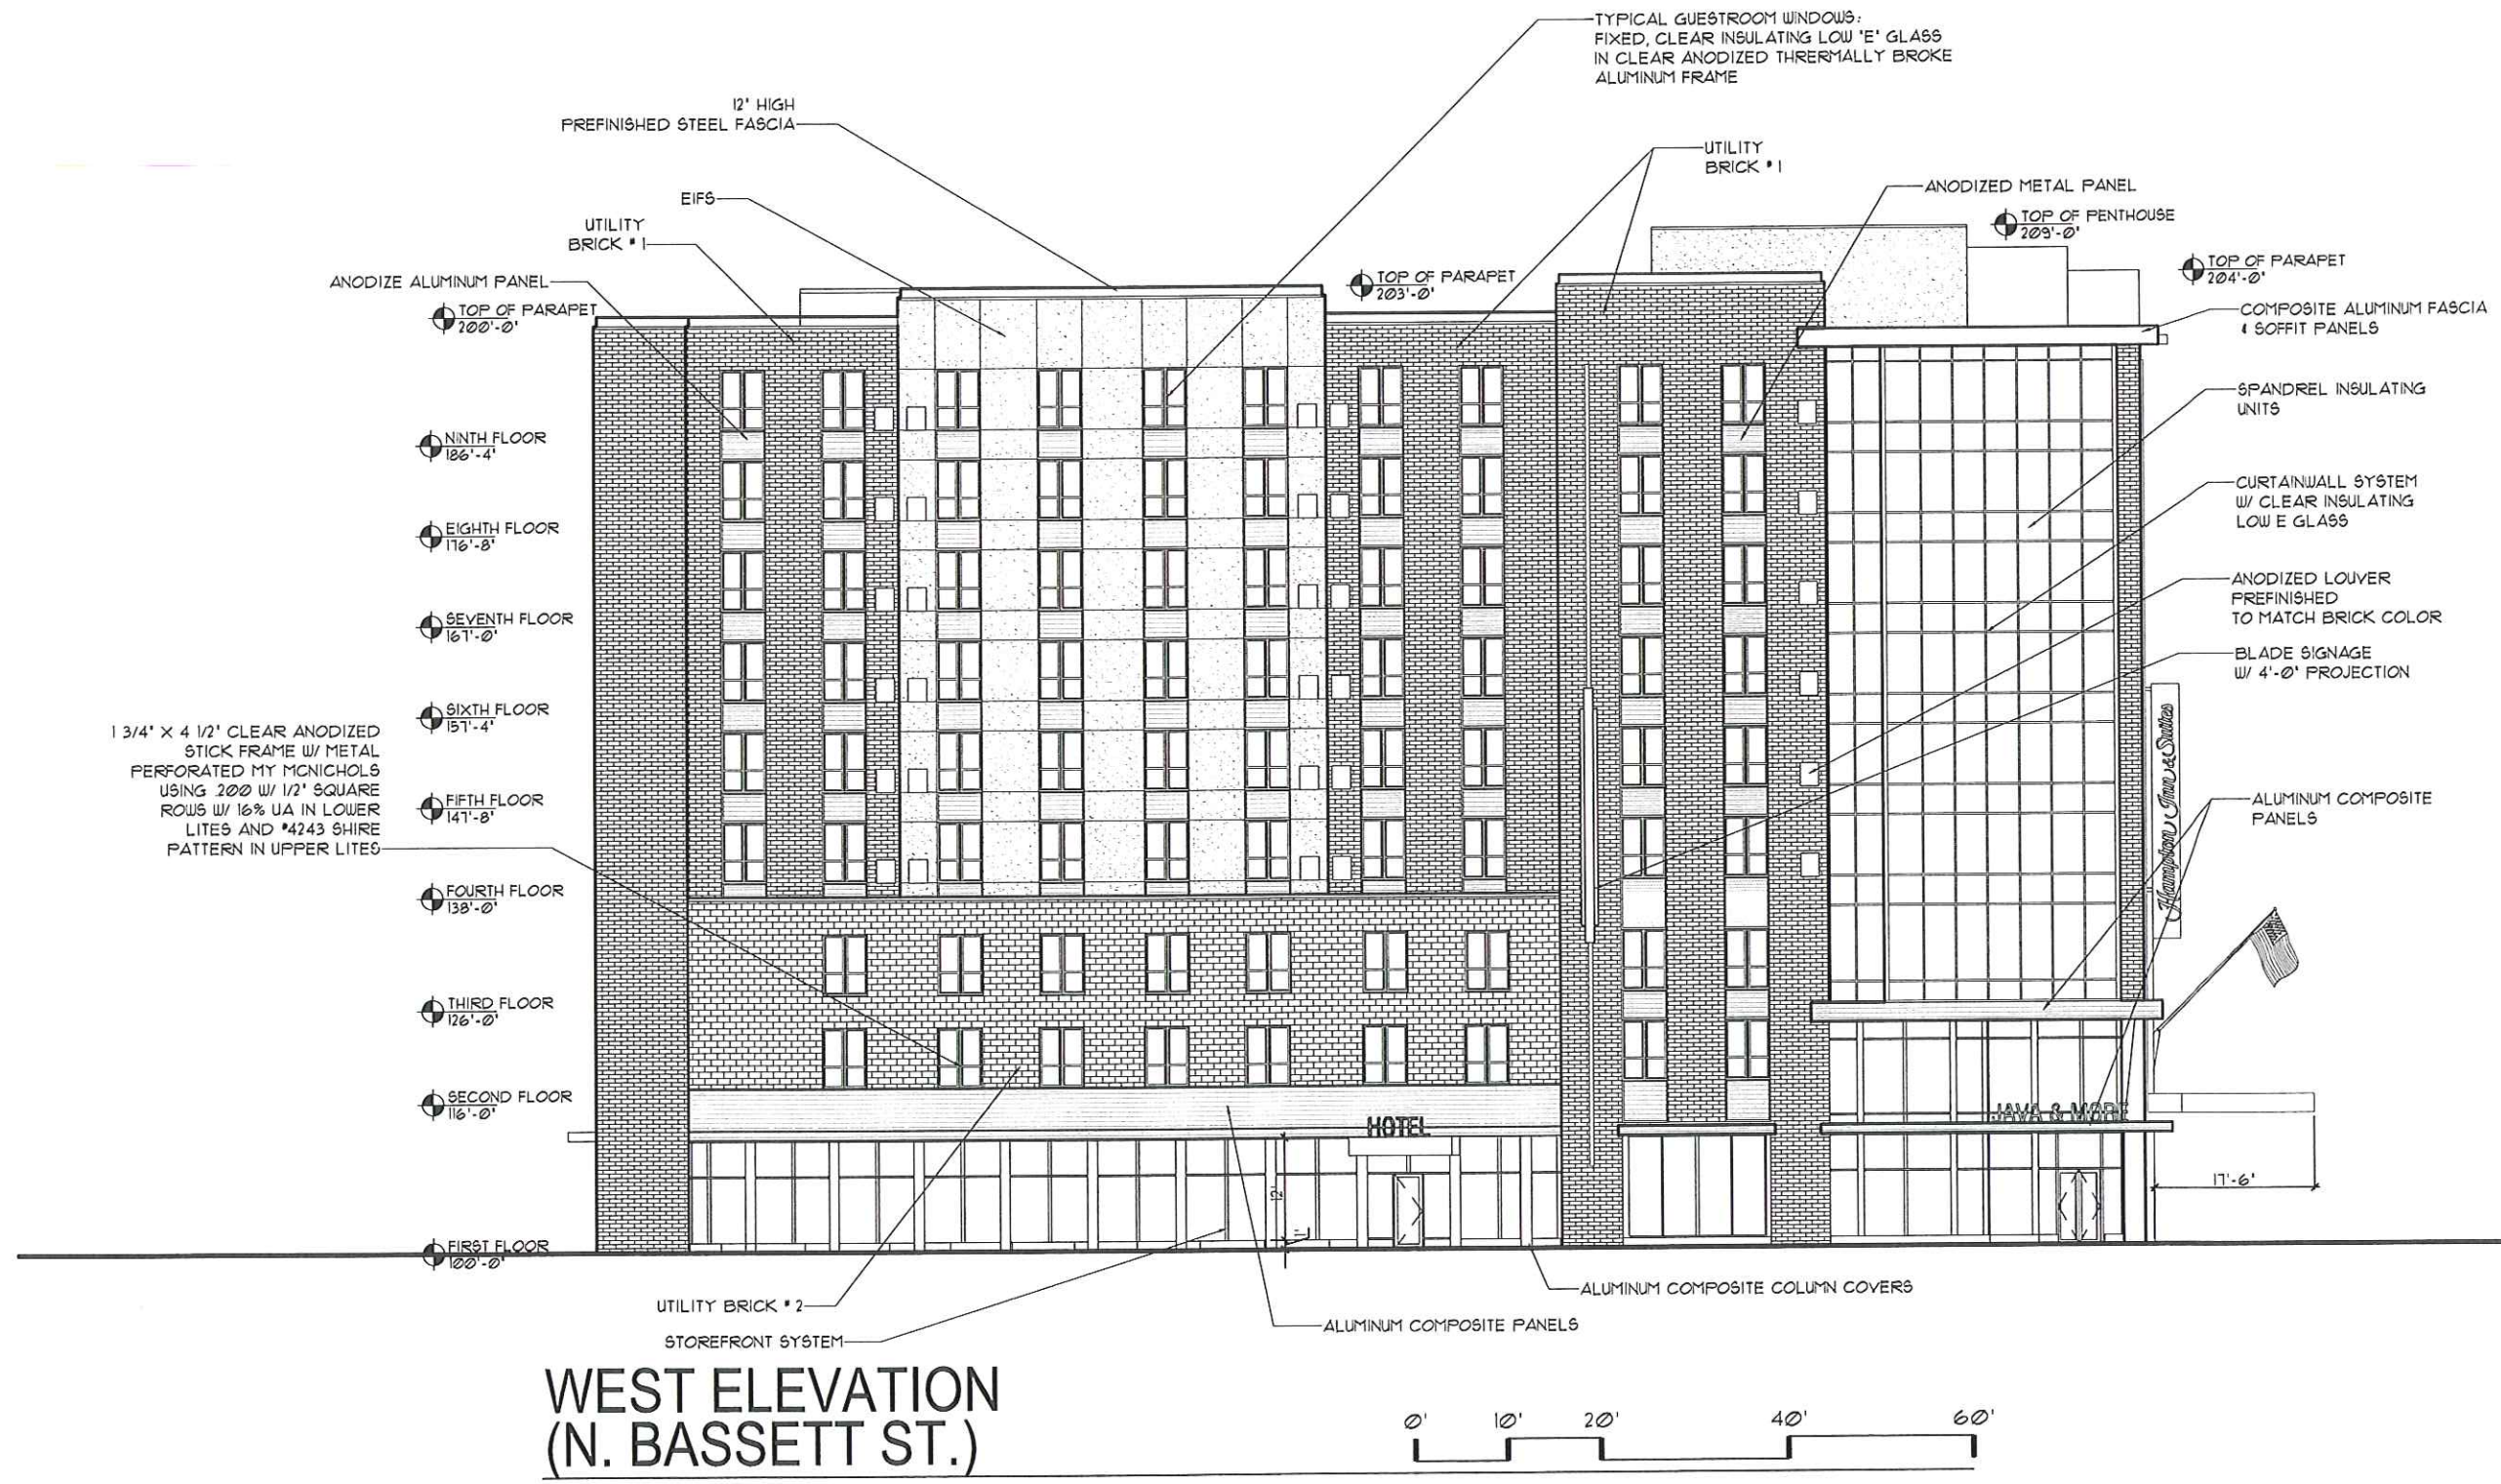 TYPICAL GUESTROOM WINDOWS:
FIXED, CLEAR INSULATING LOW 'E' GLASS
IN CLEAR ANODIZED THRERMALLY BROKE
ALUMINUM FRAME
12" HIGH
PREFINISHED STEEL FASCIA
UTILITY
BRICK #1
EIFS
ANODIZED METAL PANEL
UTILITY
BRICK #1
TOP OF PENTHOUSE
209'-0"
ANODIZE ALUMINUM PANEL
TOP OF PARAPET
203'-0"
TOP OF PARAPET
204'-0"
TOP OF PARAPET
200'-0"
COMPOSITE ALUMINUM FASCIA
& SOFFIT PANELS
SPANDREL INSULATING
UNITS
NINTH FLOOR
186'-4"
CURTAINWALL SYSTEM
W/ CLEAR INSULATING
LOW E GLASS
EIGHTH FLOOR
176'-8"
ANODIZED LOUVER
PREFINISHED
TO MATCH BRICK COLOR
SEVENTH FLOOR
167'-0"
BLADE SIGNAGE
W/ 4'-0" PROJECTION
SIXTH FLOOR
157'-4"
1 3/4" X 4 1/2" CLEAR ANODIZED
STICK FRAME W/ METAL
PERFORATED MY MCNICHOLS
USING .200 W/ 1/2" SQUARE
ROWS W/ 16% UA IN LOWER
LITES AND #4243 SHIRE
PATTERN IN UPPER LITES
Hampton Inn & Suites
FIFTH FLOOR
147'-8"
ALUMINUM COMPOSITE
PANELS
FOURTH FLOOR
138'-0"
THIRD FLOOR
126'-0"
SECOND FLOOR
116'-0"
HOTEL
JAVA & MORE
12'
1'
17'-6"
FIRST FLOOR
100'-0"
UTILITY BRICK #2
ALUMINUM COMPOSITE COLUMN COVERS
STOREFRONT SYSTEM
ALUMINUM COMPOSITE PANELS
WEST ELEVATION
(N. BASSETT ST.)
0' 10' 20' 40' 60'